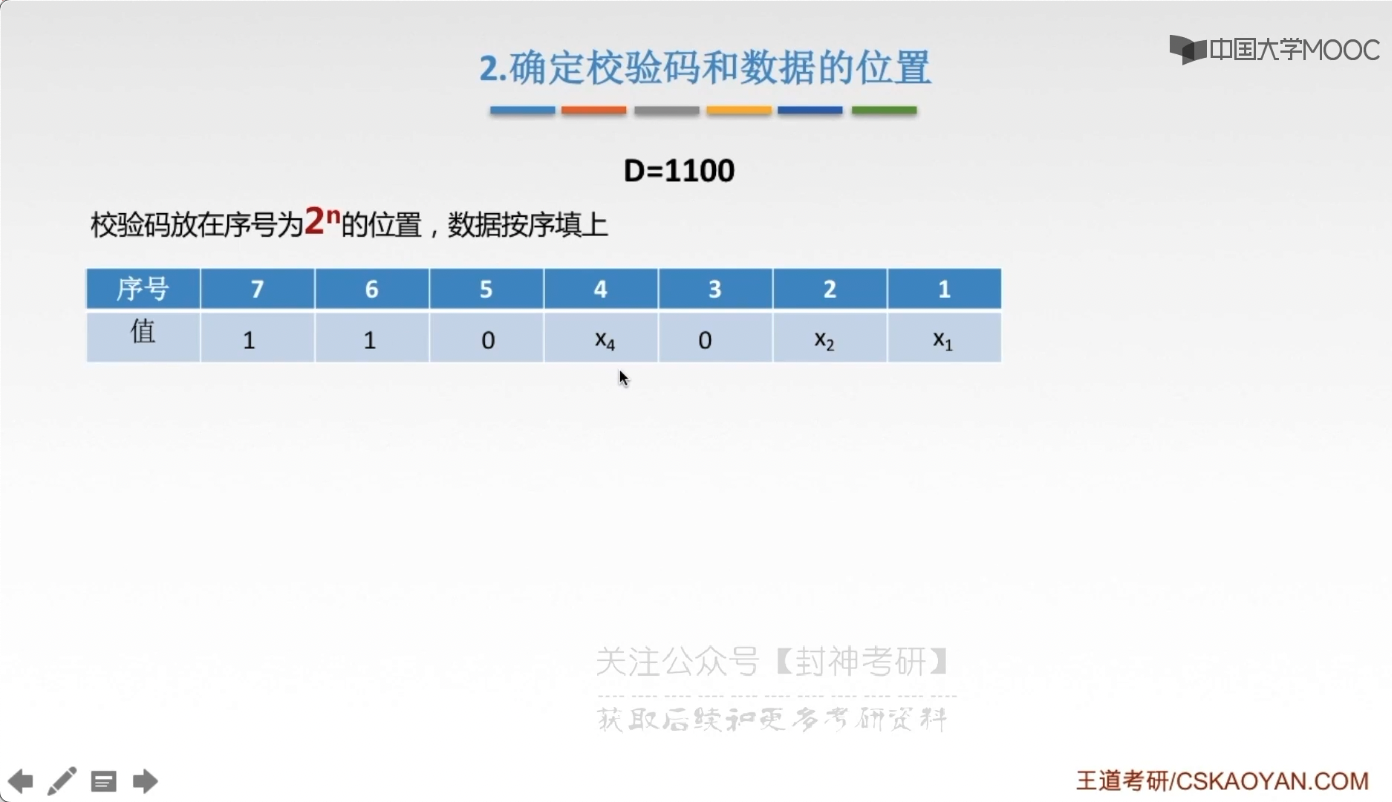 中国大学MOOC
2.确定校验码和数据的位置
D=1100
校验码放在序号为2ⁿ的位置，数据按序填上
序号 7 6 5 4 3 2 1
值 1 1 0 x₄ 0 x₂ x₁
关注公众号【封神考研】
获取后续和更多考研资料
王道考研/CSKAOYAN.COM